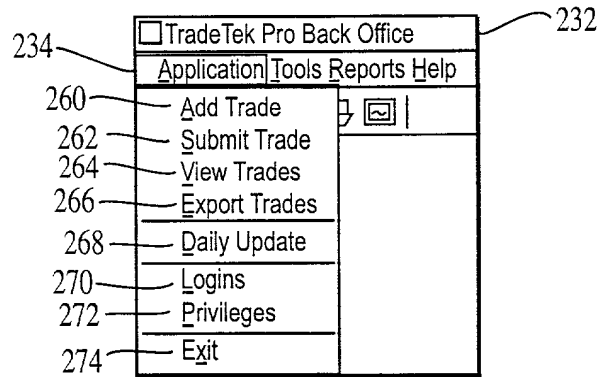 TradeTek Pro Back Office 232
234 Application Tools Reports Help
260 Add Trade
262 Submit Trade
264 View Trades
266 Export Trades
268 Daily Update
270 Logins
272 Privileges
274 Exit